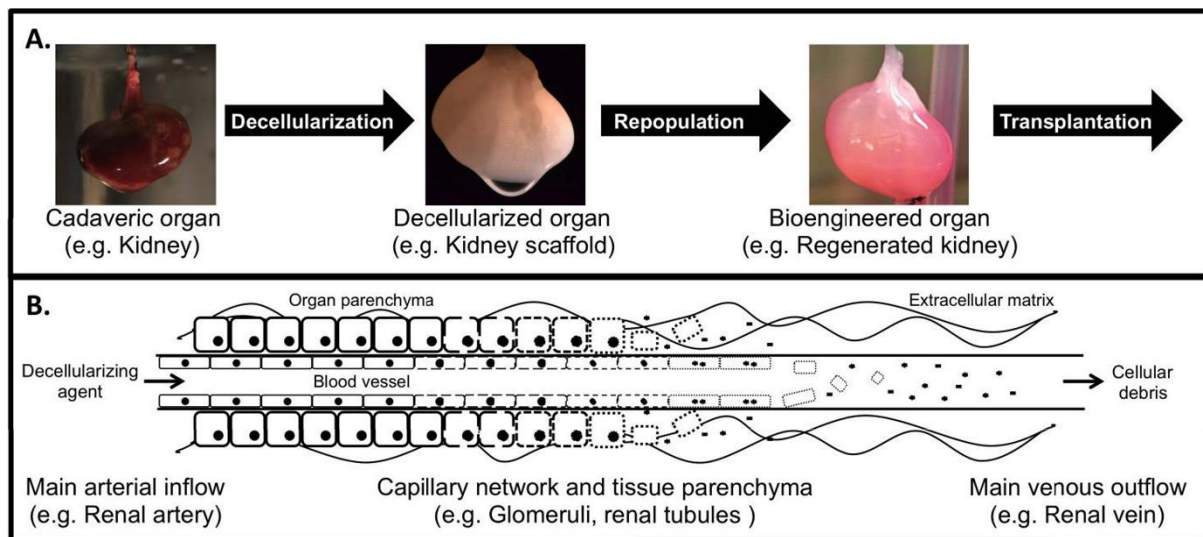 A.
Decellularization
Repopulation
Transplantation
Cadaveric organ
(e.g. Kidney)
Decellularized organ
(e.g. Kidney scaffold)
Bioengineered organ
(e.g. Regenerated kidney)
B.
Organ parenchyma
Extracellular matrix
Decellularizing
agent
Blood vessel
Cellular
debris
Main arterial inflow
(e.g. Renal artery)
Capillary network and tissue parenchyma
(e.g. Glomeruli, renal tubules )
Main venous outflow
(e.g. Renal vein)